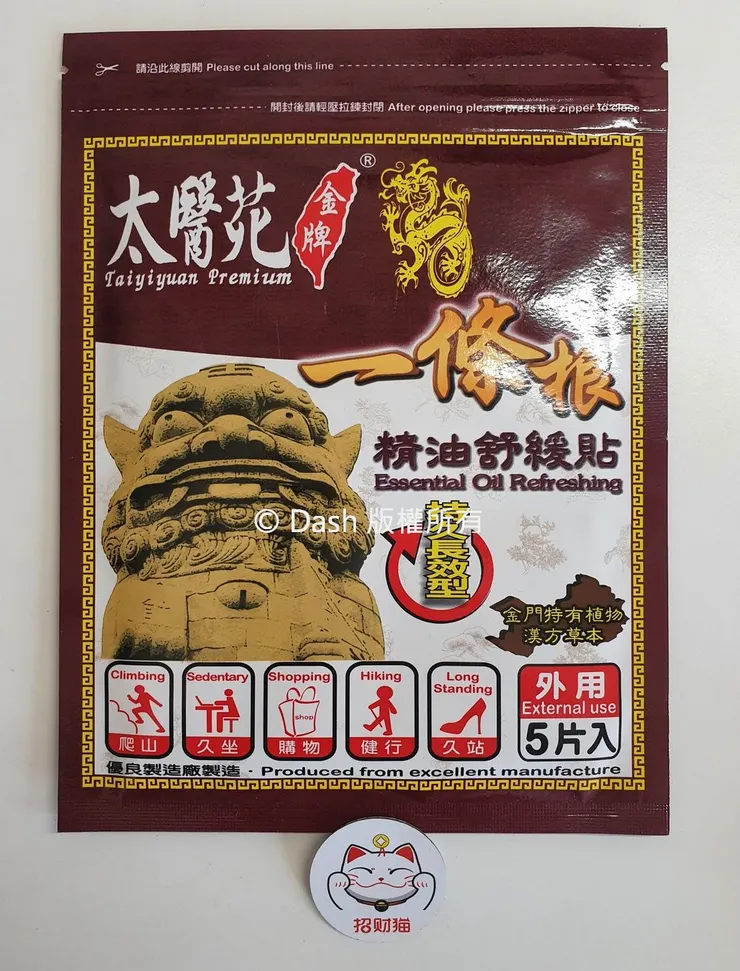 請沿此線剪開 Please cut along this line
開封後請輕壓拉鍊封閉 After opening please press the zipper to close
太醫苑
金牌
®
Taiyiyuan Premium
一條根
精油舒緩貼
Essential Oil Refreshing
© Dash 版權所有
持久長效型
金門特有植物
漢方草本
Climbing
爬山
Sedentary
久坐
Shopping
shop
購物
Hiking
健行
Long
Standing
久站
外用
External use
5片入
優良製造廠製造 · Produced from excellent manufacture
招财猫